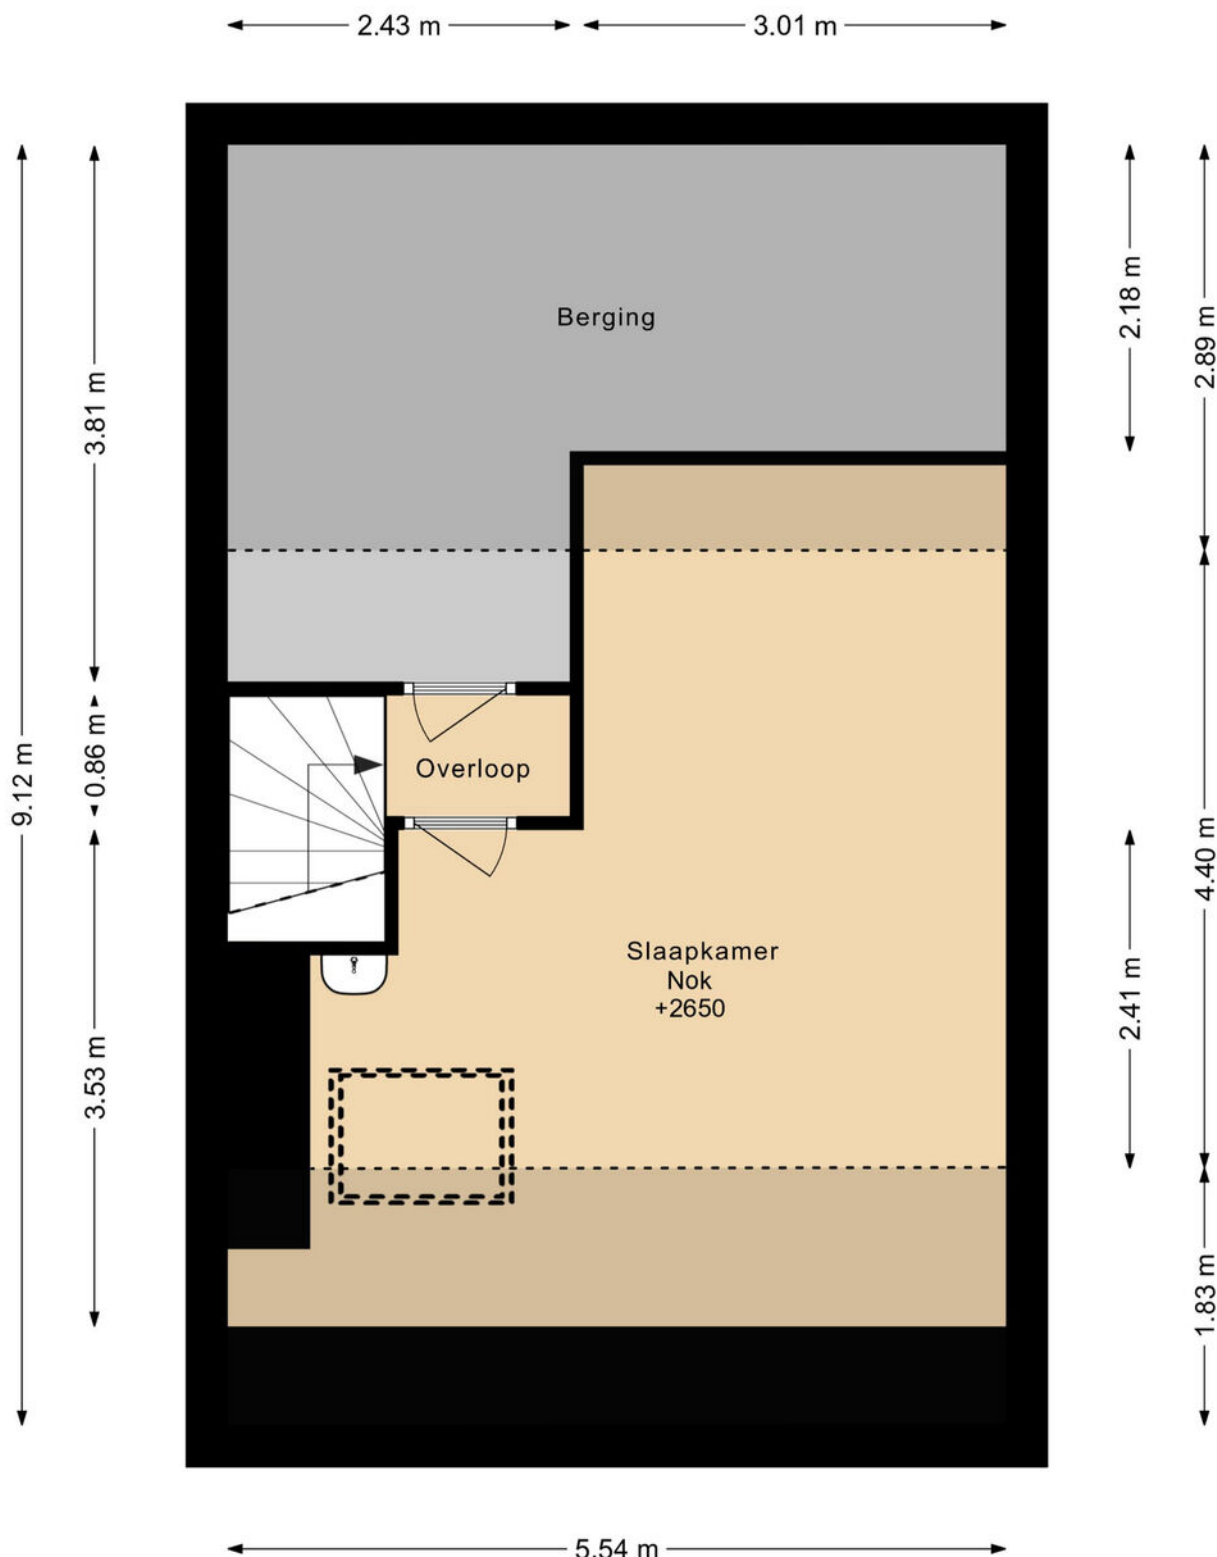 2.43 m
3.01 m
9.12 m
3.81 m
0.86 m
3.53 m
Berging
Overloop
Slaapkamer
Nok
+2650
2.18 m
2.41 m
2.89 m
4.40 m
1.83 m
5.54 m